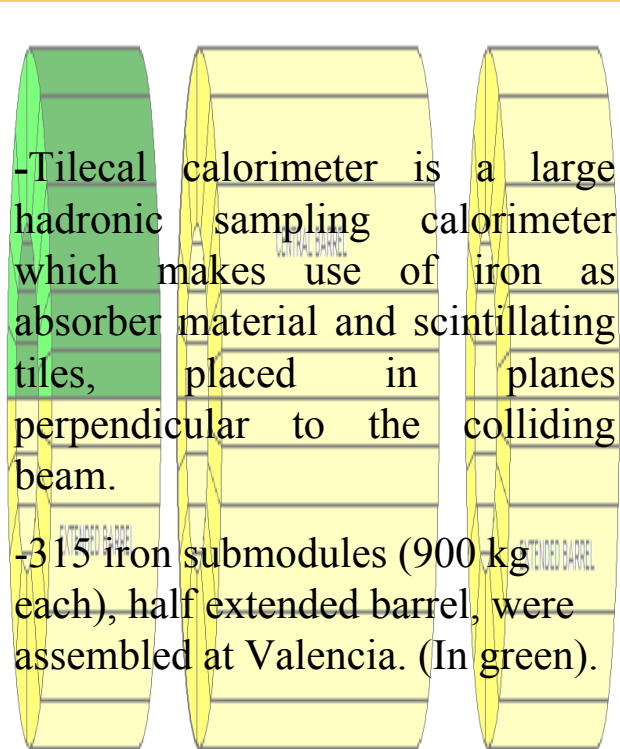 -Tilecal calorimeter is a large
hadronic sampling calorimeter
CENTRAL BARREL
which makes use of iron as
absorber material and scintillating
tiles, placed in planes
perpendicular to the colliding
beam.
EXTENDED BARREL
EXTENDED BARREL
-315 iron submodules (900 kg
each), half extended barrel, were
assembled at Valencia. (In green).